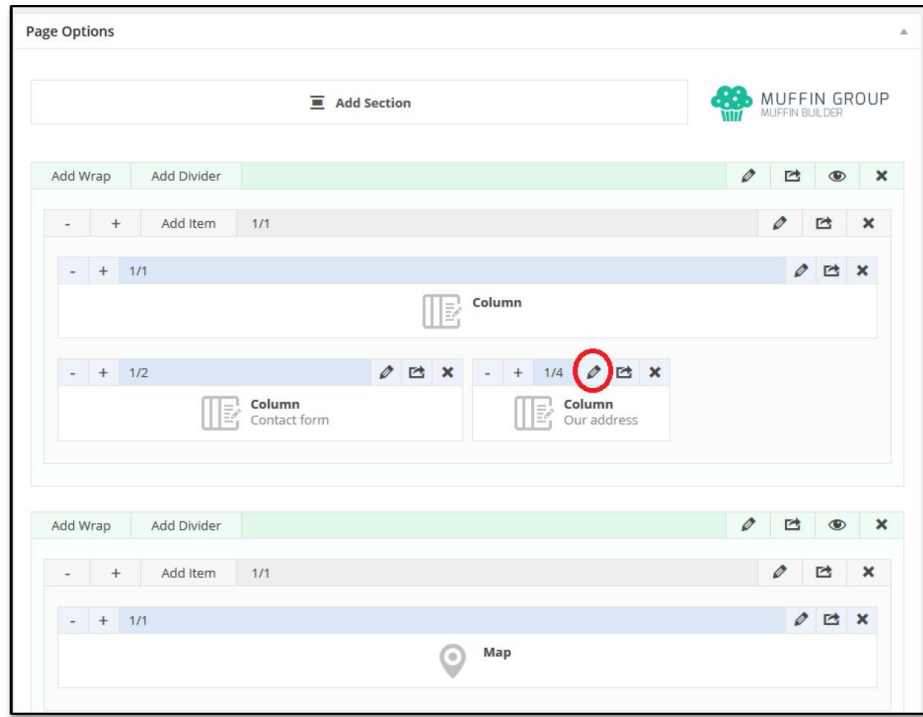 Page Options
Add Section
MUFFIN GROUP
MUFFIN BUILDER
Add Wrap Add Divider
- + Add Item 1/1
- + 1/1
Column
- + 1/2 - + 1/4
Column Column
Contact form Our address
Add Wrap Add Divider
- + Add Item 1/1
- + 1/1
Map